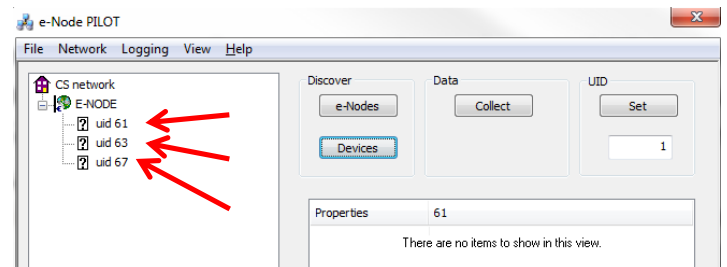 e-Node PILOT
File Network Logging View Help
CS network
E-NODE
uid 61
uid 63
uid 67
Discover
e-Nodes
Devices
Data
Collect
UID
Set
1
Properties 61
There are no items to show in this view.